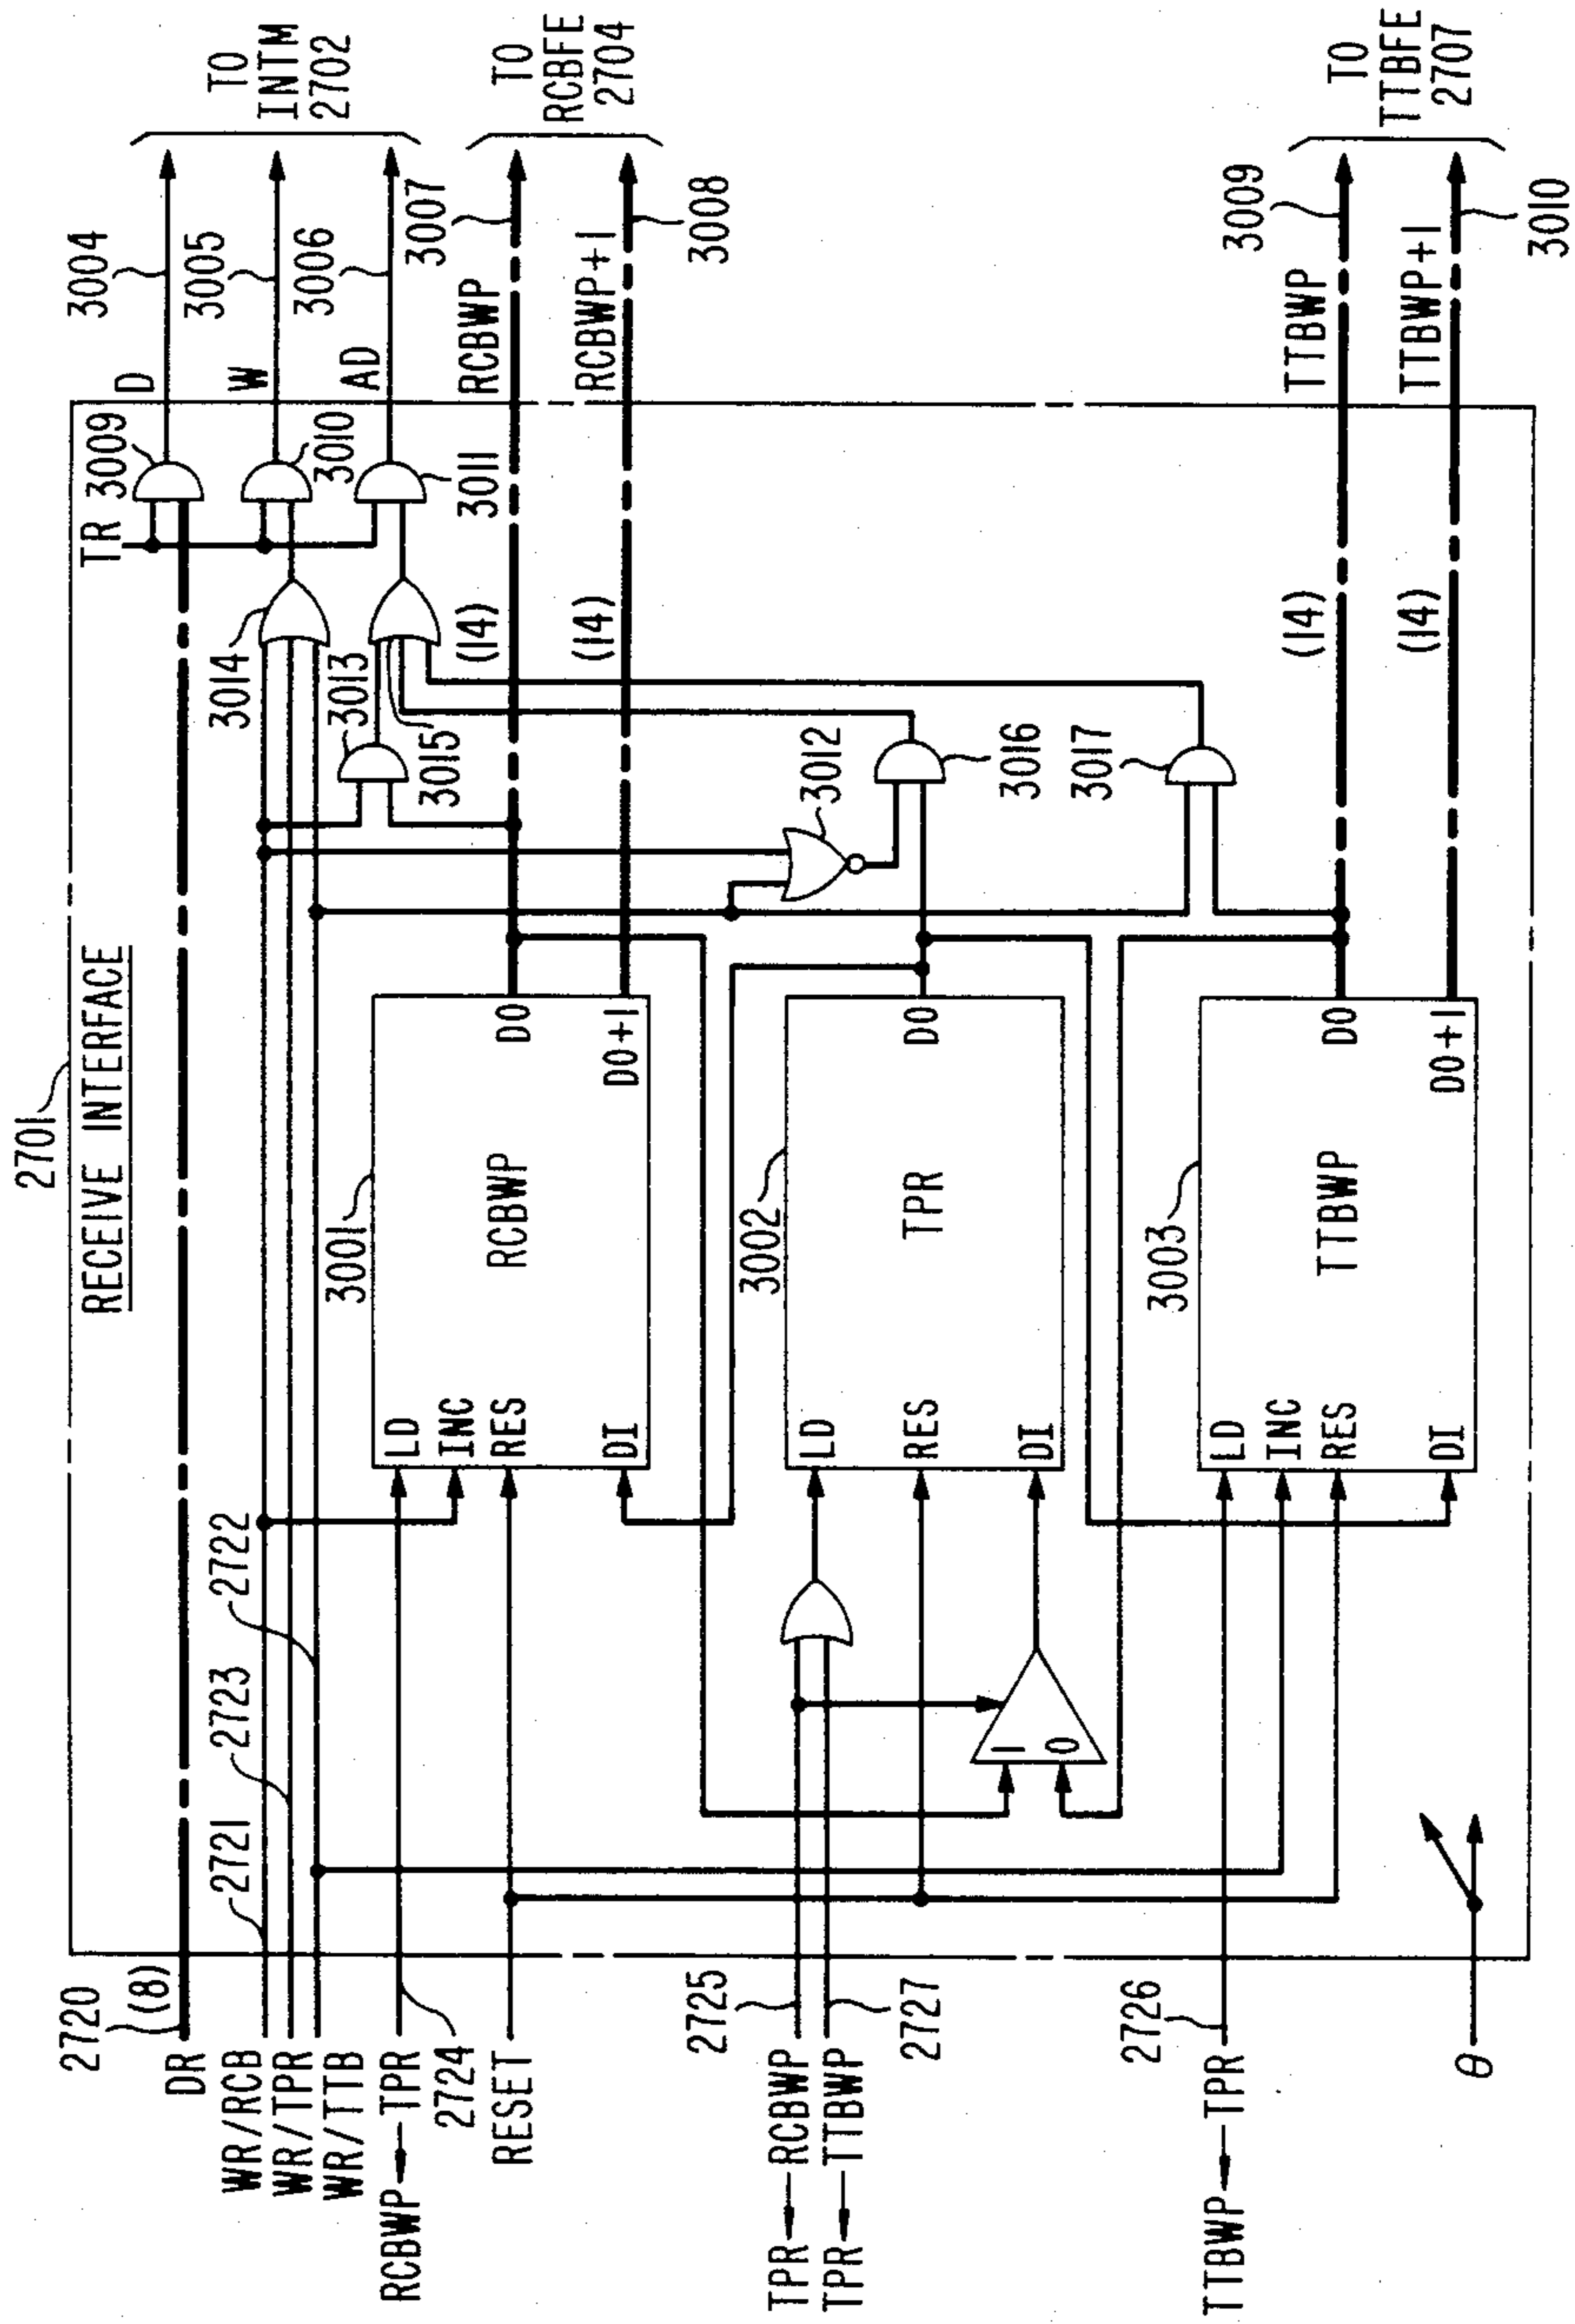 2701
RECEIVE INTERFACE
2720
(8)
DR
2721
2723
2722
WR/RCB
WR/TPR
WR/TTB
RCBWP←TPR
2724
RESET
2725
TPR←RCBWP
TPR←TTBWP
2727
2726
TTBWP←TPR
θ
3001
LD
INC
RES
DI
RCBWP
DO
DO+1
3002
LD
RES
DI
TPR
DO
1
0
3003
LD
INC
RES
DI
TTBWP
DO
DO+1
3014
3013
3015
3012
3016
3017
(14)
(14)
(14)
(14)
TR
3009
3010
3011
D
W
AD
3004
3005
3006
TO
INTM
2702
RCBWP
3007
RCBWP+1
3008
TO
RCBFE
2704
TTBWP
3009
TTBWP+1
3010
TO
TTBFE
2707